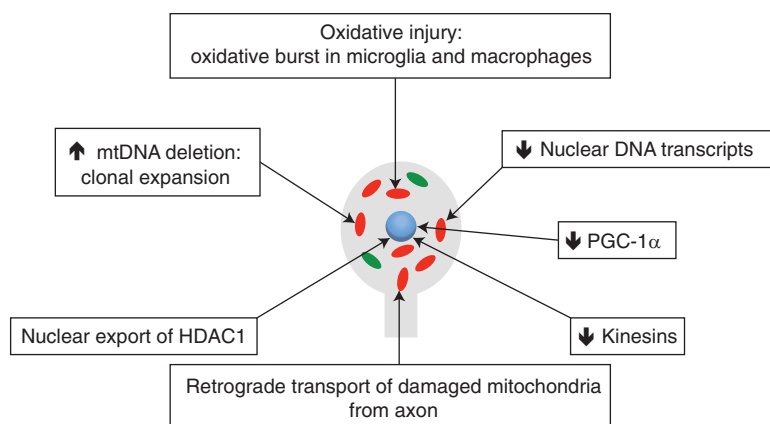 Oxidative injury:
oxidative burst in microglia and macrophages
↑ mtDNA deletion:
clonal expansion
↓ Nuclear DNA transcripts
↓ PGC-1α
Nuclear export of HDAC1
↓ Kinesins
Retrograde transport of damaged mitochondria
from axon